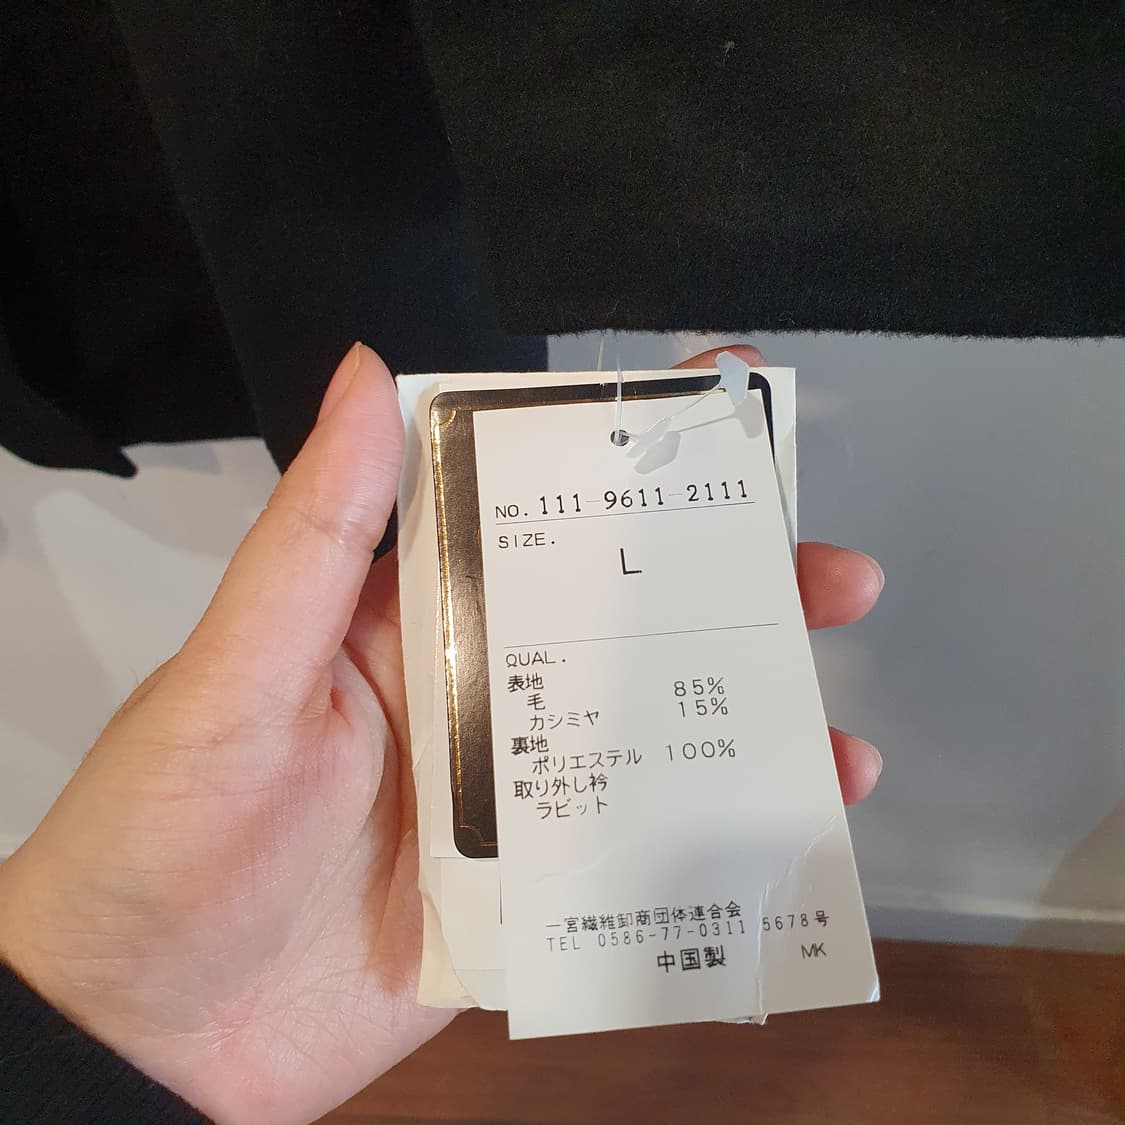 NO. 111-9611-2111
SIZE.
L
QUAL.
表地
毛 85%
カシミヤ 15%
裏地
ポリエステル 100%
取り外し衿
ラビット
一宮繊維卸商団体連合会
TEL 0586-77-0311 5678号
中国製 MK